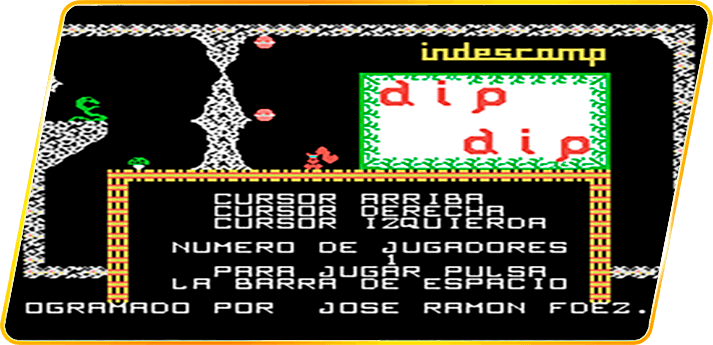 indescomp
dip
dip
CURSOR ARRIBA
CURSOR DERECHA
CURSOR IZQUIERDA
NUMERO DE JUGADORES
1
PARA JUGAR PULSA
LA BARRA DE ESPACIO
OGRAMADO POR JOSE RAMON FDEZ.